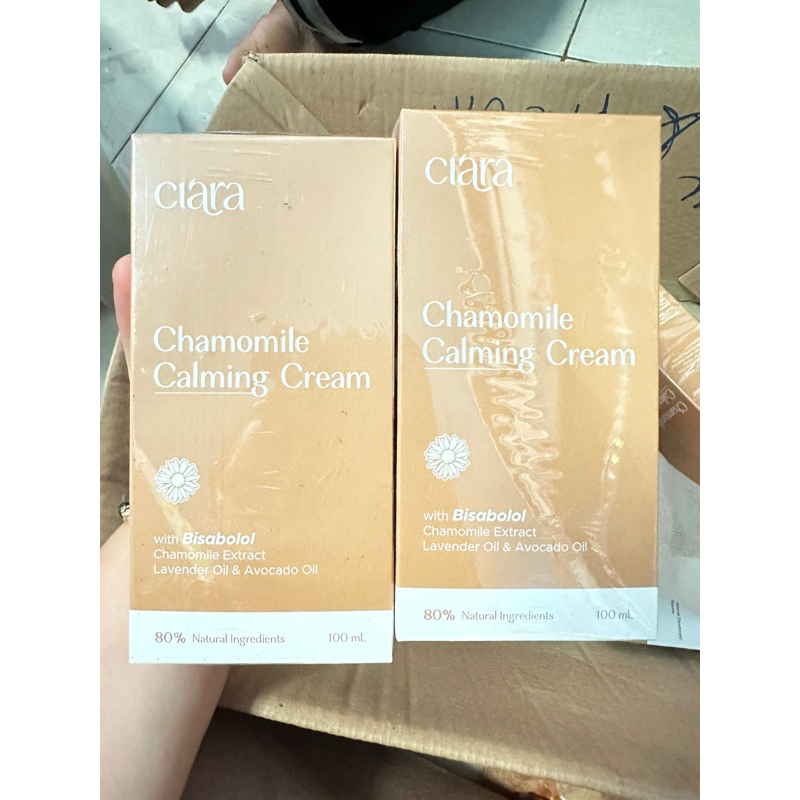 ciara
Chamomile
Calming Cream
with Bisabolol
Chamomile Extract
Lavender Oil & Avocado Oil
80% Natural Ingredients 100 mL
ciara
Chamomile
Calming Cream
with Bisabolol
Chamomile Extract
Lavender Oil & Avocado Oil
80% Natural Ingredients 100 mL